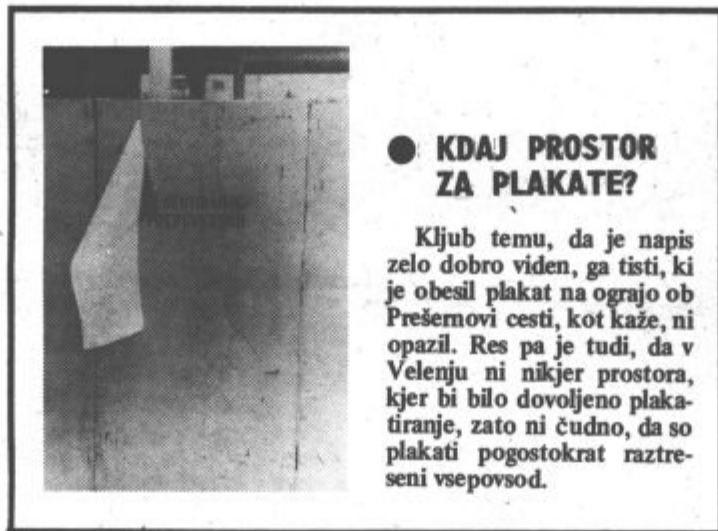 ● KDAJ PROSTOR
ZA PLAKATE?
Kljub temu, da je napis
zelo dobro viden, ga tisti, ki
je obesil plakat na ograjo ob
Prešernovi cesti, kot kaže, ni
opazil. Res pa je tudi, da v
Velenju ni nikjer prostora,
kjer bi bilo dovoljeno plaka-
tiranje, zato ni čudno, da so
plakati pogostokrat raztre-
seni vsepovsod.